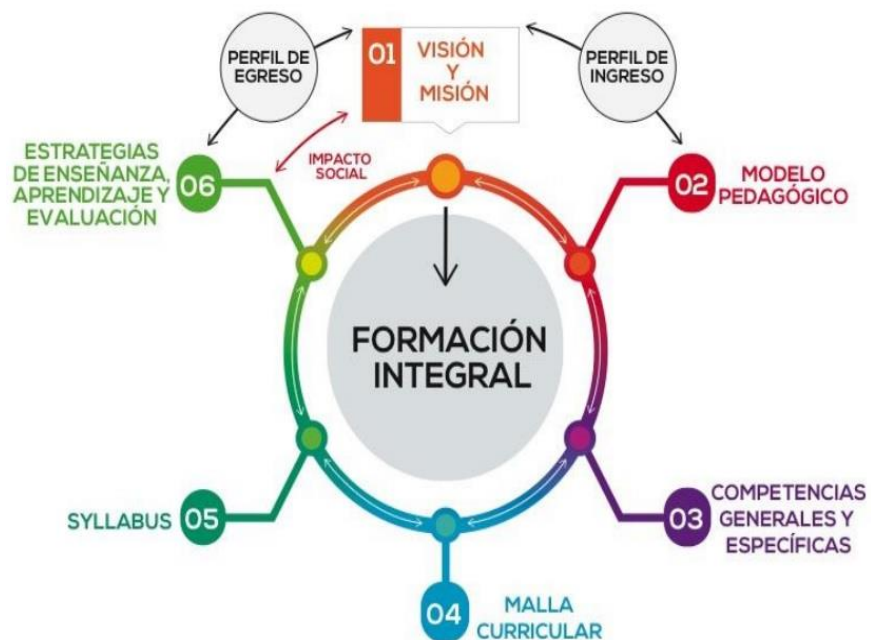 PERFIL DE
EGRESO
01
VISIÓN
Y
MISIÓN
PERFIL DE
INGRESO
IMPACTO
SOCIAL
02
MODELO
PEDAGÓGICO
03
COMPETENCIAS
GENERALES Y
ESPECÍFICAS
04
MALLA
CURRICULAR
SYLLABUS
05
ESTRATEGIAS
DE ENSEÑANZA,
APRENDIZAJE Y
EVALUACIÓN
06
FORMACIÓN
INTEGRAL